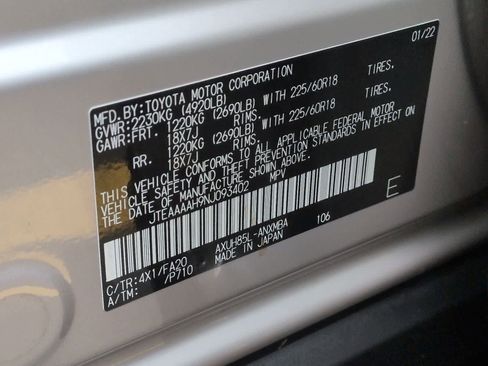 MFD.BY:TOYOTA MOTOR CORPORATION 01/22
GVWR:2230KG (4920LB)
GAWR:FRT. 1220KG (2690LB) WITH 225/60R18 TIRES.
18X7J RIMS.
RR. 1220KG (2690LB) WITH 225/60R18 TIRES.
18X7J RIMS.
THIS VEHICLE CONFORMS TO ALL APPLICABLE FEDERAL MOTOR
VEHICLE SAFETY AND THEFT PREVENTION STANDARDS IN EFFECT ON
THE DATE OF MANUFACTURE SHOWN ABOVE.
JTEAAAAH9NJ093402 MPV
E
AXUH85L-ANXMBA 106
C/TR:4X1/FA20 MADE IN JAPAN
A/TM: /P710